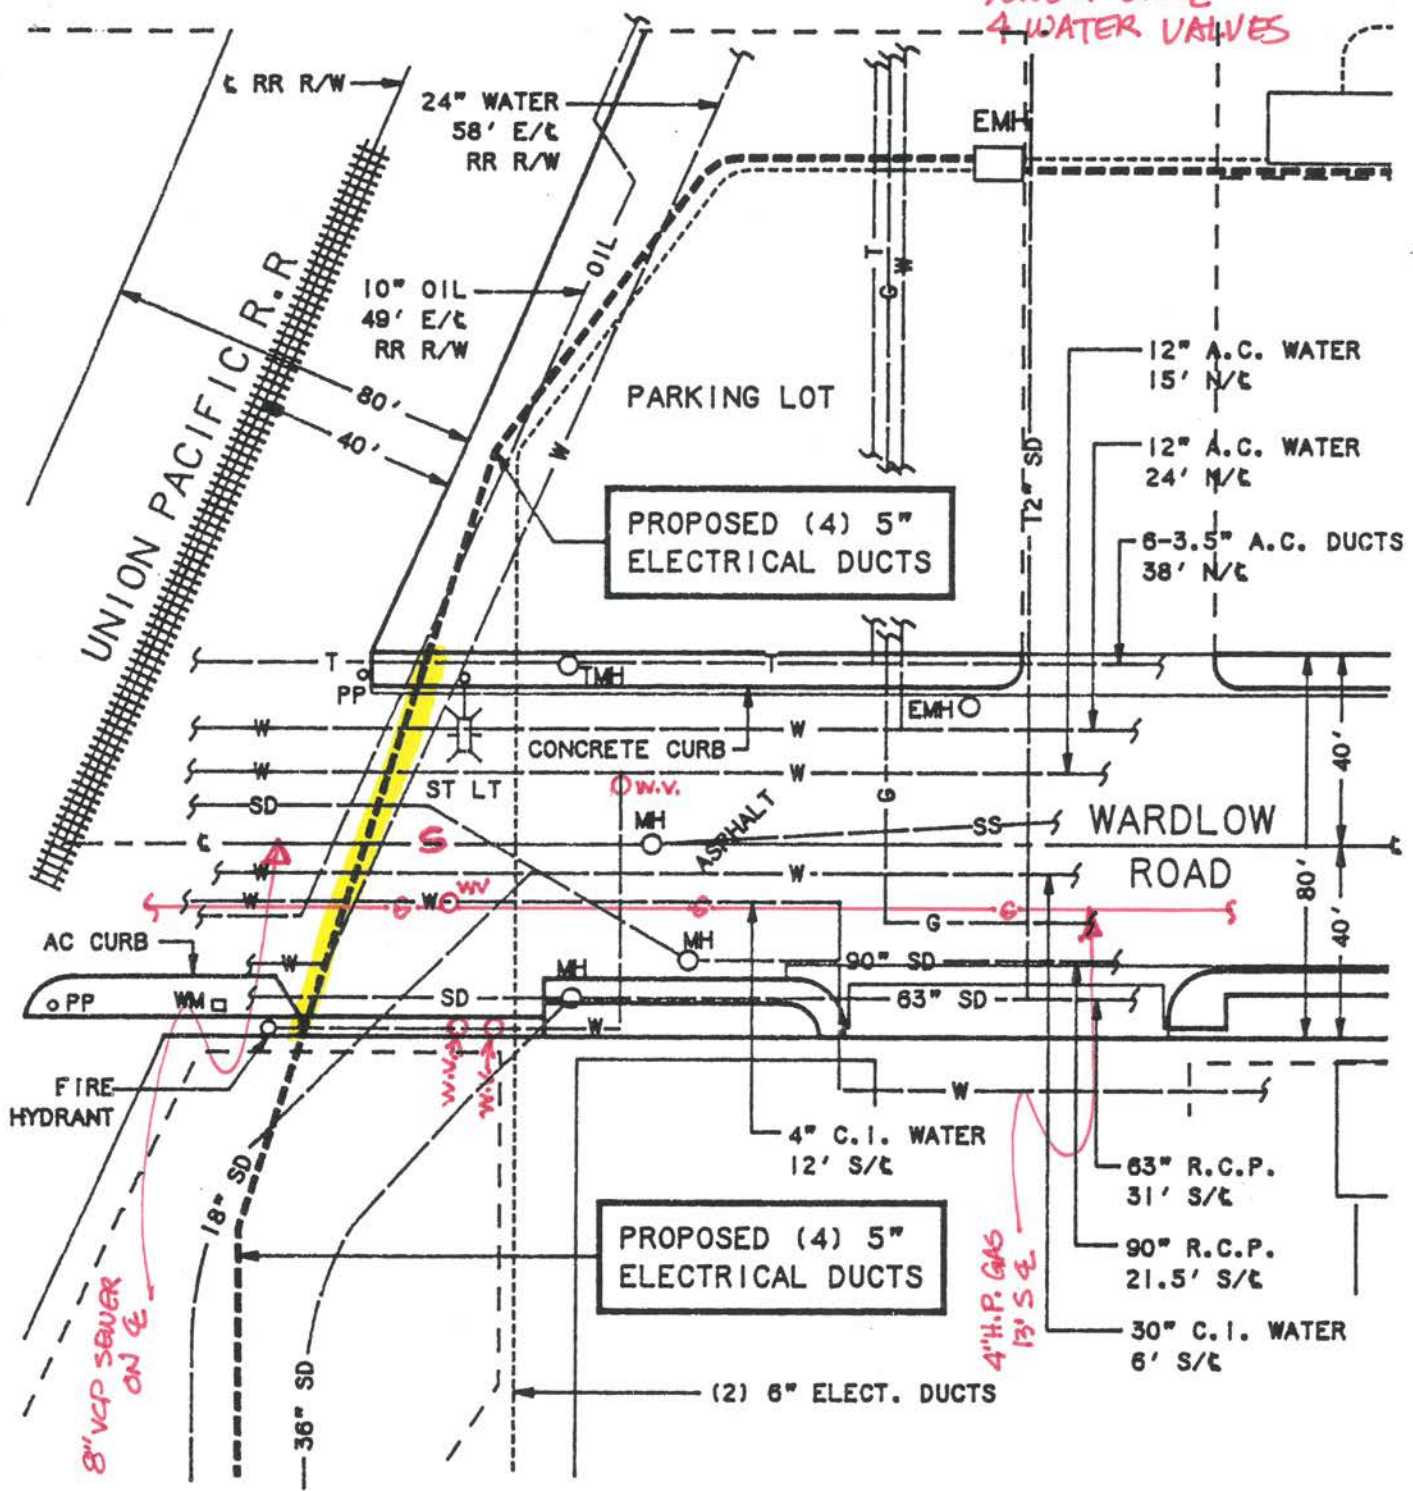 4 WATER VALVES
℄ RR R/W
24" WATER
58' E/℄
RR R/W
EMH
UNION PACIFIC R.R
OIL
T
G
W
10" OIL
49' E/℄
RR R/W
80'
40'
PARKING LOT
W
12" A.C. WATER
15' N/℄
12" A.C. WATER
24' N/℄
72" SD
PROPOSED (4) 5"
ELECTRICAL DUCTS
6-3.5" A.C. DUCTS
38' N/℄
T
TMH
T
PP
EMH
W
W
CONCRETE CURB
W
W
ST LT
W.V.
G
SD
MH
ASPHALT
SS
WARDLOW
ROAD
℄
S
℄
40'
80'
40'
W
W
W
G
W
WV
G
G
G
AC CURB
W
MH
90" SD
PP
WM
SD
MH
63" SD
W
FIRE
HYDRANT
W.V.
W.V.
W
4" C.I. WATER
12' S/℄
63" R.C.P.
31' S/℄
18" SD
PROPOSED (4) 5"
ELECTRICAL DUCTS
90" R.C.P.
21.5' S/℄
8" VCP SEWER
ON ℄
4" H.P. GAS
13' S ℄
30" C.I. WATER
6' S/℄
36" SD
(2) 6" ELECT. DUCTS